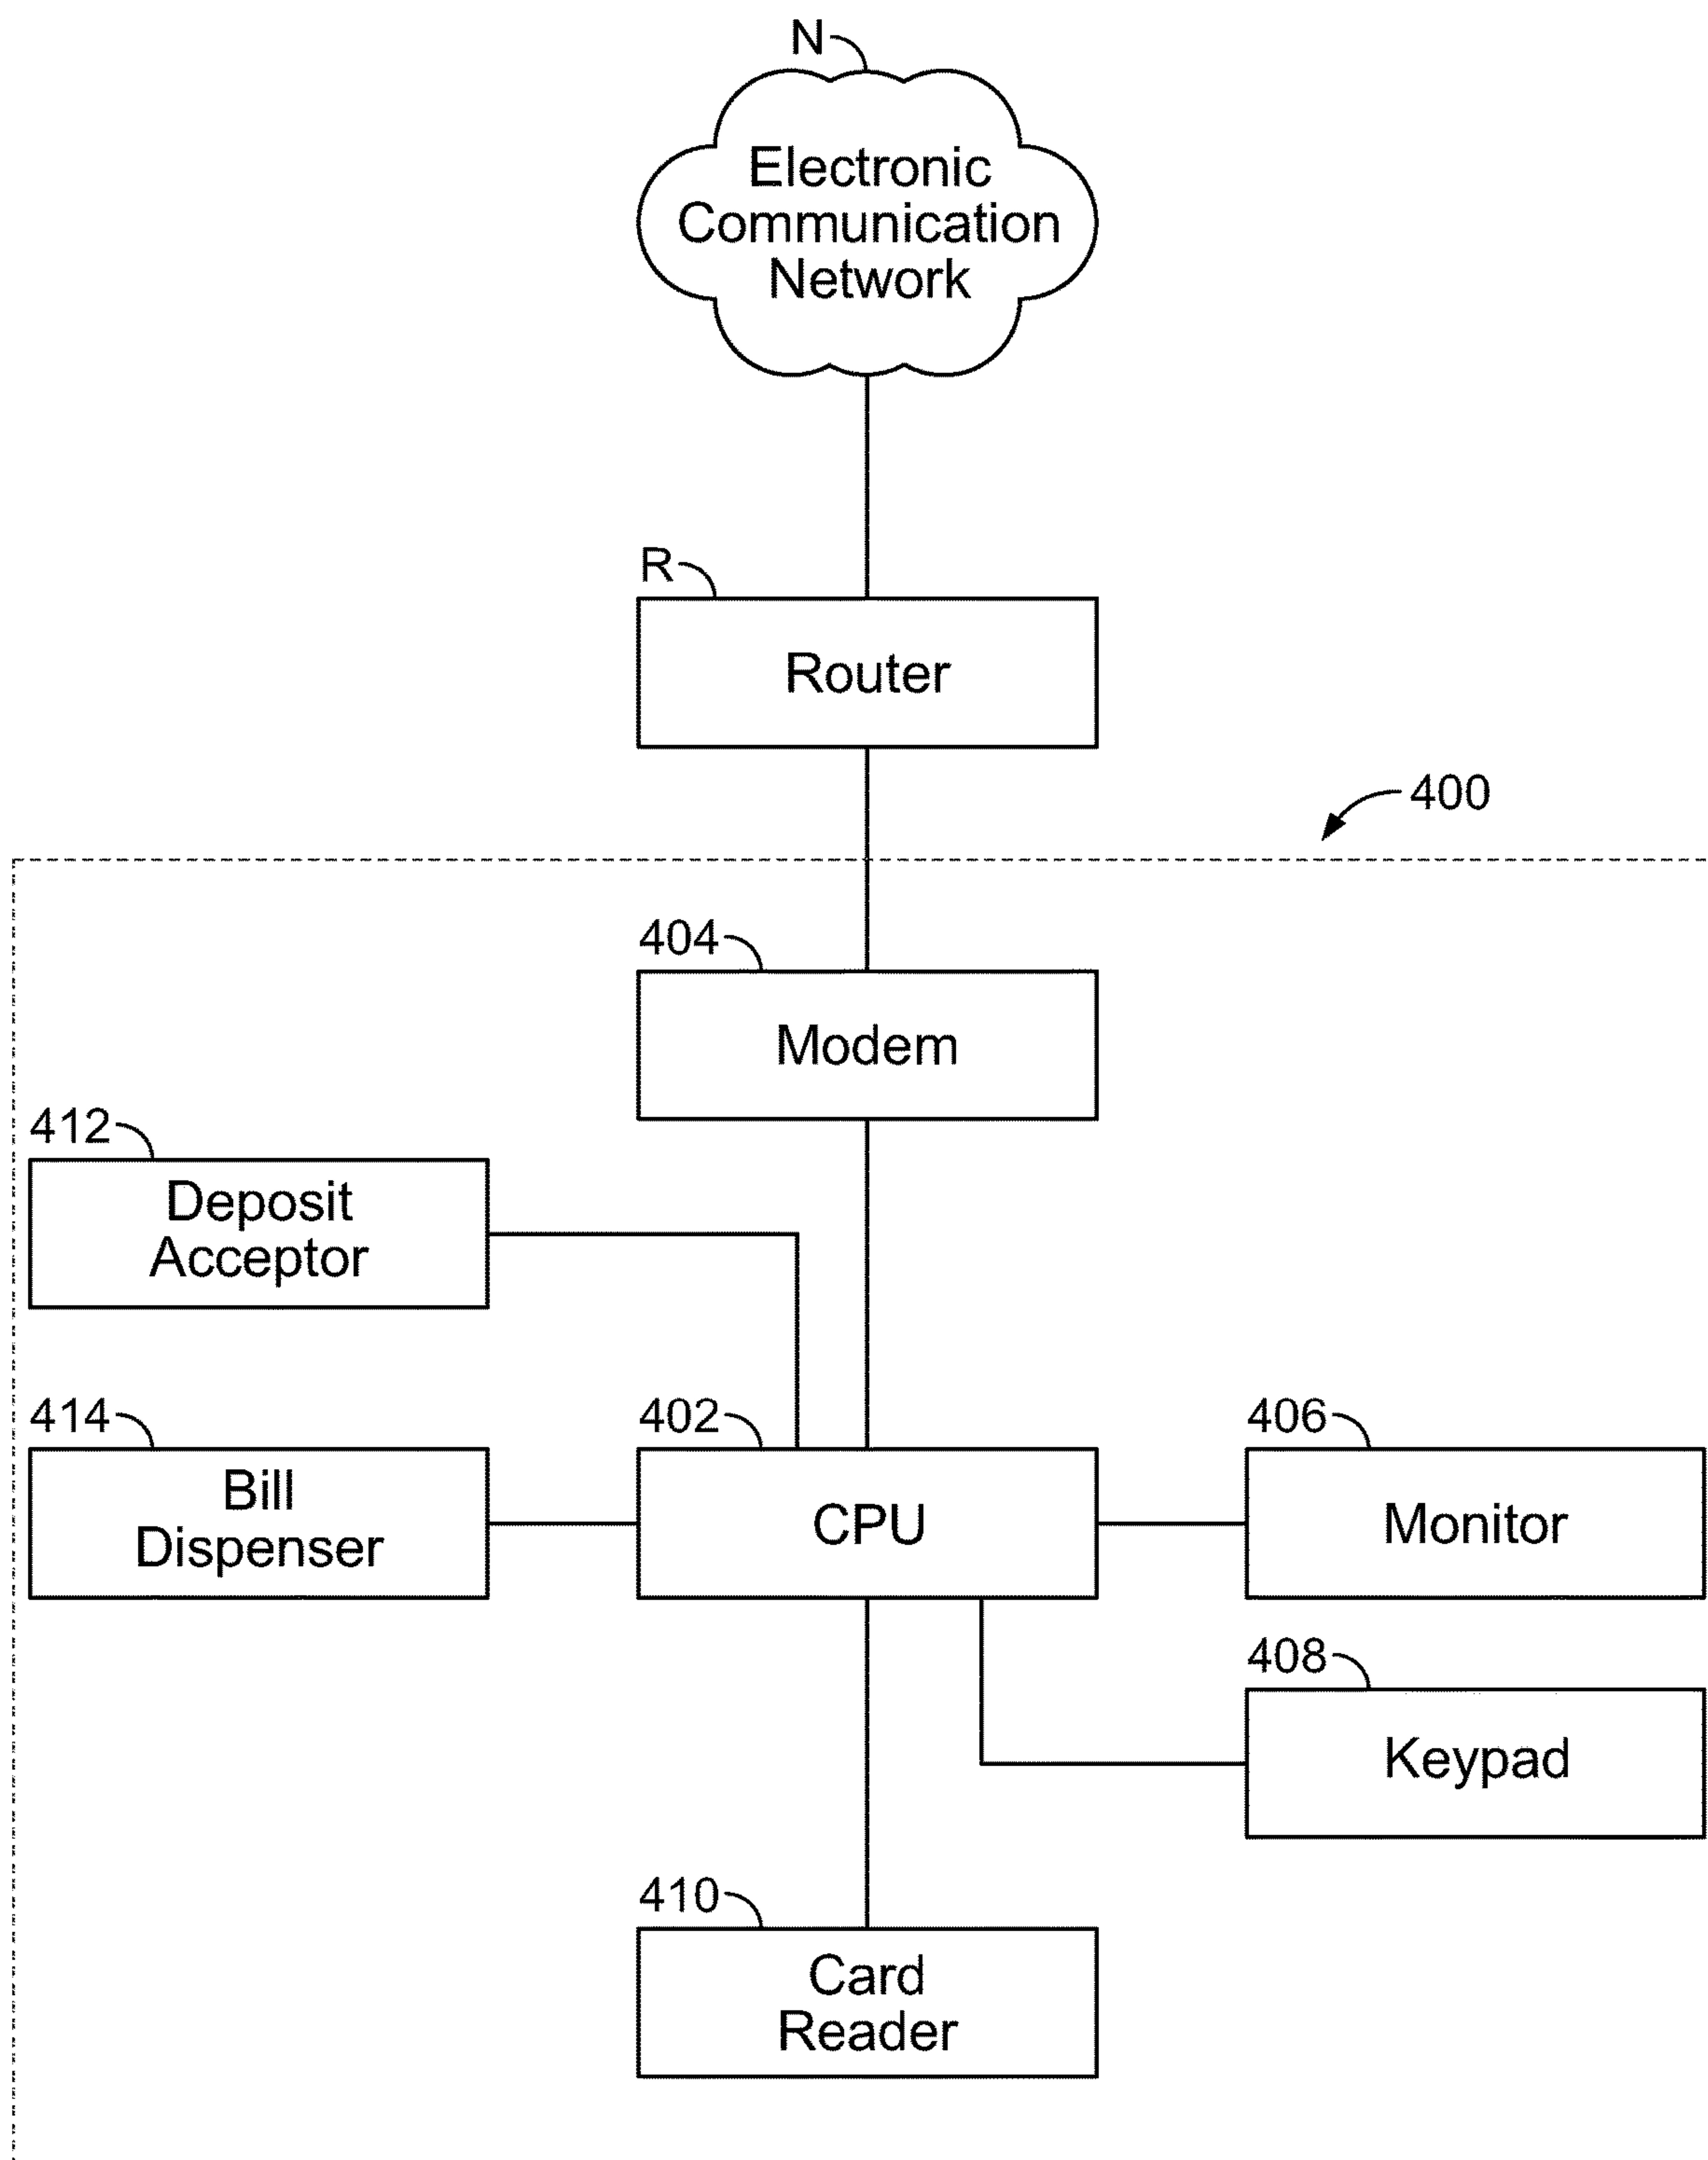 N
Electronic
Communication
Network
R
Router
400
404
Modem
412
Deposit
Acceptor
414
Bill
Dispenser
402
CPU
406
Monitor
408
Keypad
410
Card
Reader